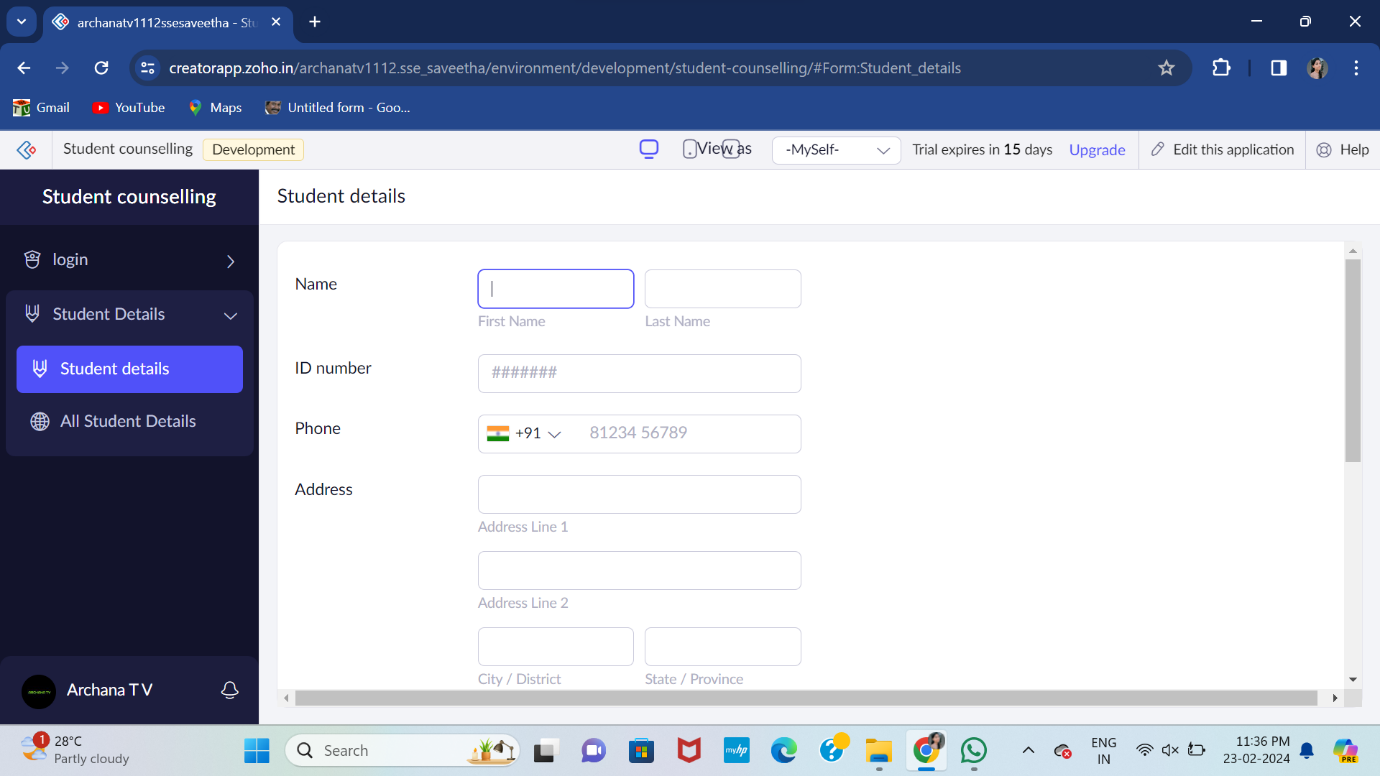 archanatv1112ssesaveetha - Stu
creatorapp.zoho.in/archanatv1112.sse_saveetha/environment/development/student-counselling/#Form:Student_details
Gmail YouTube Maps Untitled form - Goo...
Student counselling Development View as -MySelf- Trial expires in 15 days Upgrade Edit this application Help
Student counselling
login
Student Details
Student details
All Student Details
Archana T V
Student details
Name
First Name Last Name
ID number #######
Phone +91 81234 56789
Address
Address Line 1
Address Line 2
City / District State / Province
1 28°C
Partly cloudy
Search
myhp
PRE
ENG
IN
11:36 PM
23-02-2024